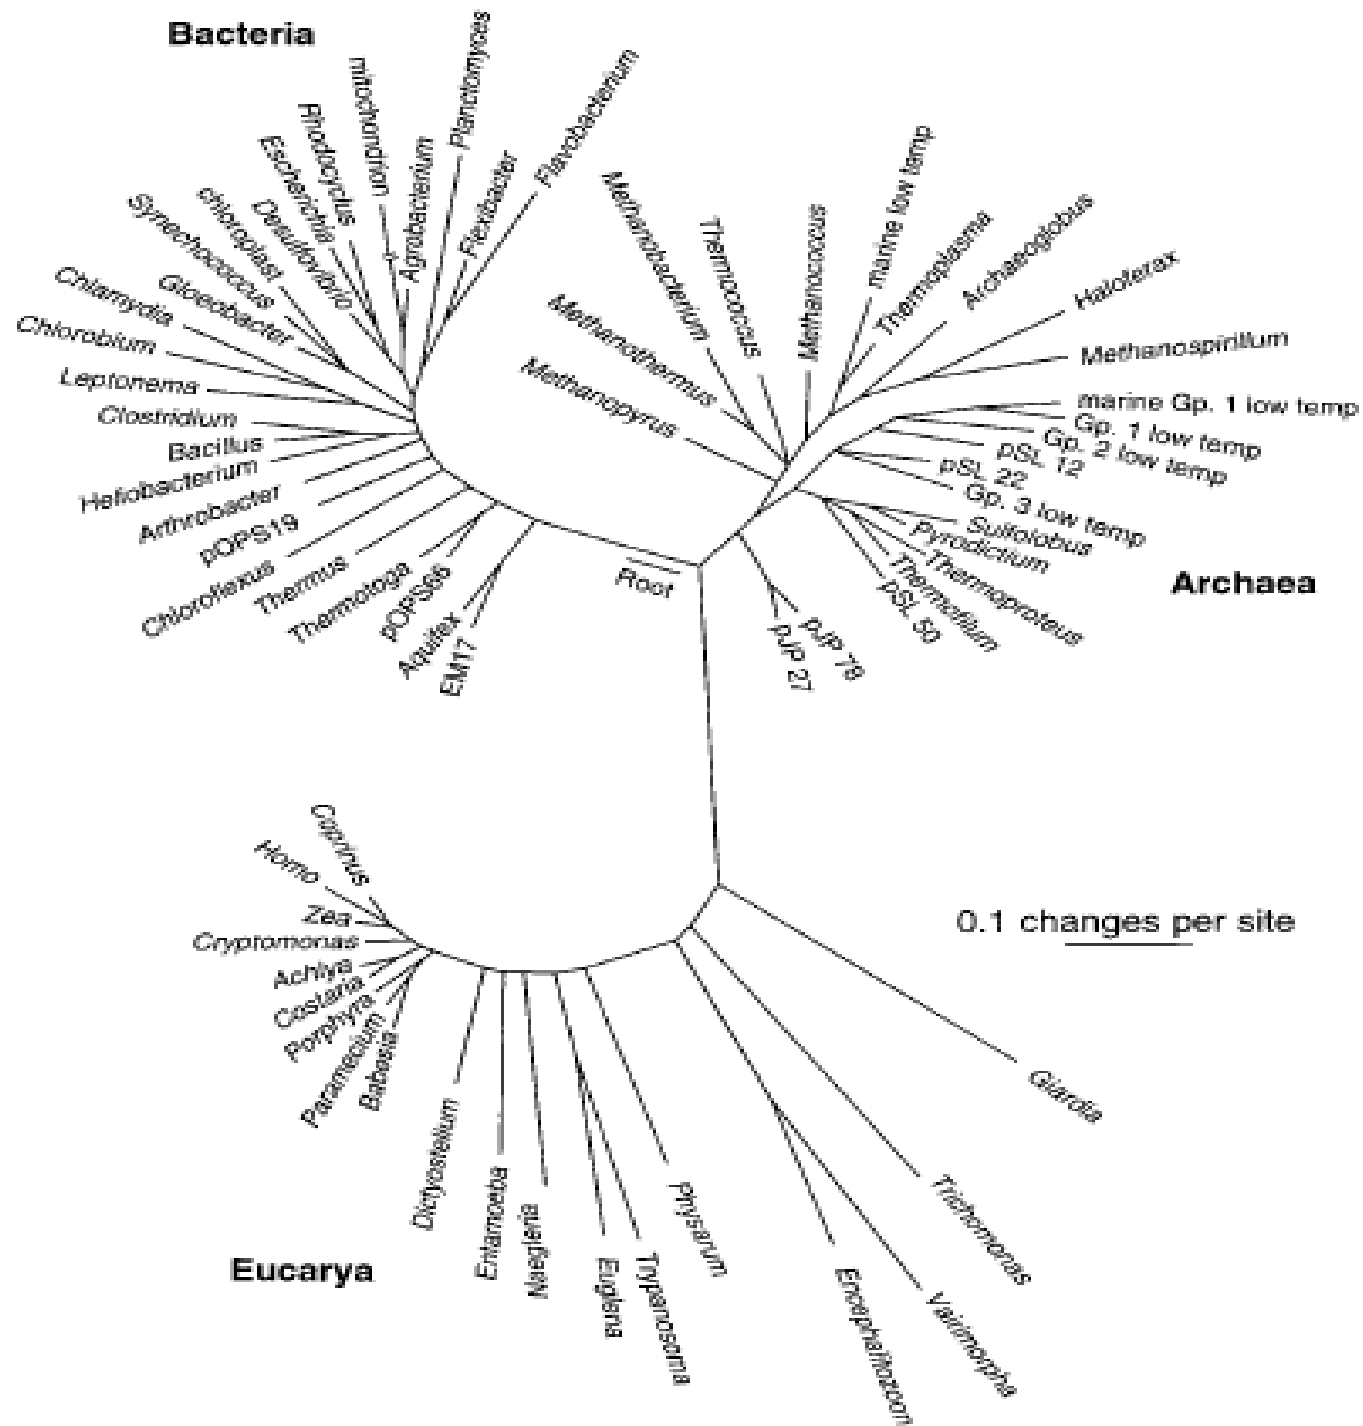 Bacteria
Planctomyces
Flavobacterium
mitochondrion
Rhodocyclus
Escherichia
Desulfovibrio
Agrobacterium
Flexibacter
chloroplast
Synechococcus
Gloeobacter
Chlamydia
Chlorobium
Leptonema
Clostridium
Bacillus
Heliobacterium
Arthrobacter
pOPS19
Chloroflexus
Thermus
Thermotoga
pOPS66
Aquifex
EM17
Root
Methanobacterium
Thermococcus
Methanococcus
marine low temp
Thermoplasma
Archaeoglobus
Haloferax
Methanothermus
Methanopyrus
Methanospirillum
marine Gp. 1 low temp
Gp. 1 low temp
Gp. 2 low temp
pSL 12
pSL 22
Gp. 3 low temp
Sulfolobus
Pyrodictium
Thermoproteus
Thermofilum
pSL 50
pJP 78
pJP 27
Archaea
Coprinus
Homo
Zea
Cryptomonas
Achlya
Costaria
Porphyra
Paramecium
Babesia
Dictyostelium
Entamoeba
Naegleria
Euglena
Trypanosoma
Physarum
Encephalitozoon
Vairimorpha
Trichomonas
Giardia
0.1 changes per site
Eucarya